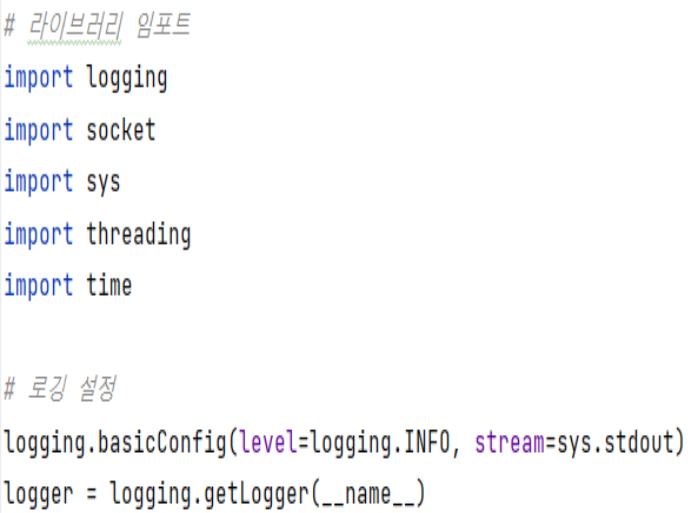 # 라이브러리 임포트
import logging
import socket
import sys
import threading
import time
# 로깅 설정
logging.basicConfig(level=logging.INFO, stream=sys.stdout)
logger = logging.getLogger(__name__)